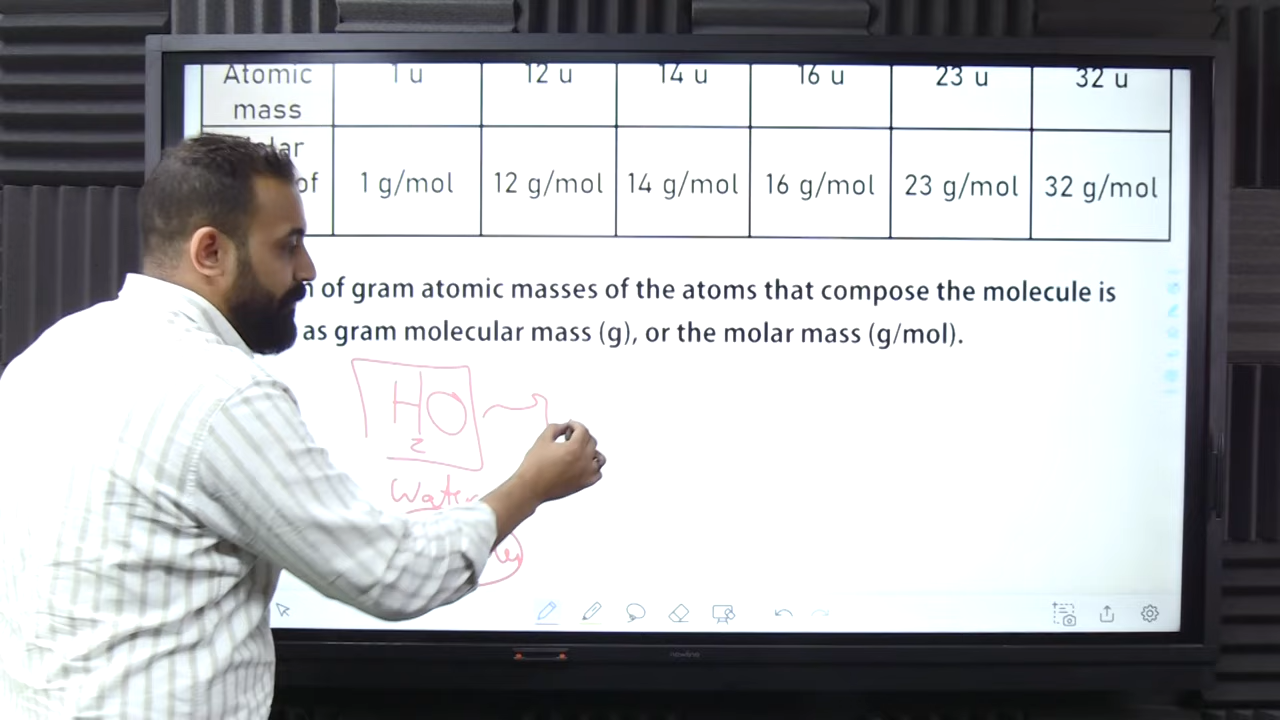 Atomic mass 1 u 12 u 14 u 16 u 23 u 32 u
1 g/mol 12 g/mol 14 g/mol 16 g/mol 23 g/mol 32 g/mol
of gram atomic masses of the atoms that compose the molecule is
as gram molecular mass (g), or the molar mass (g/mol).
H2O
Water
newline